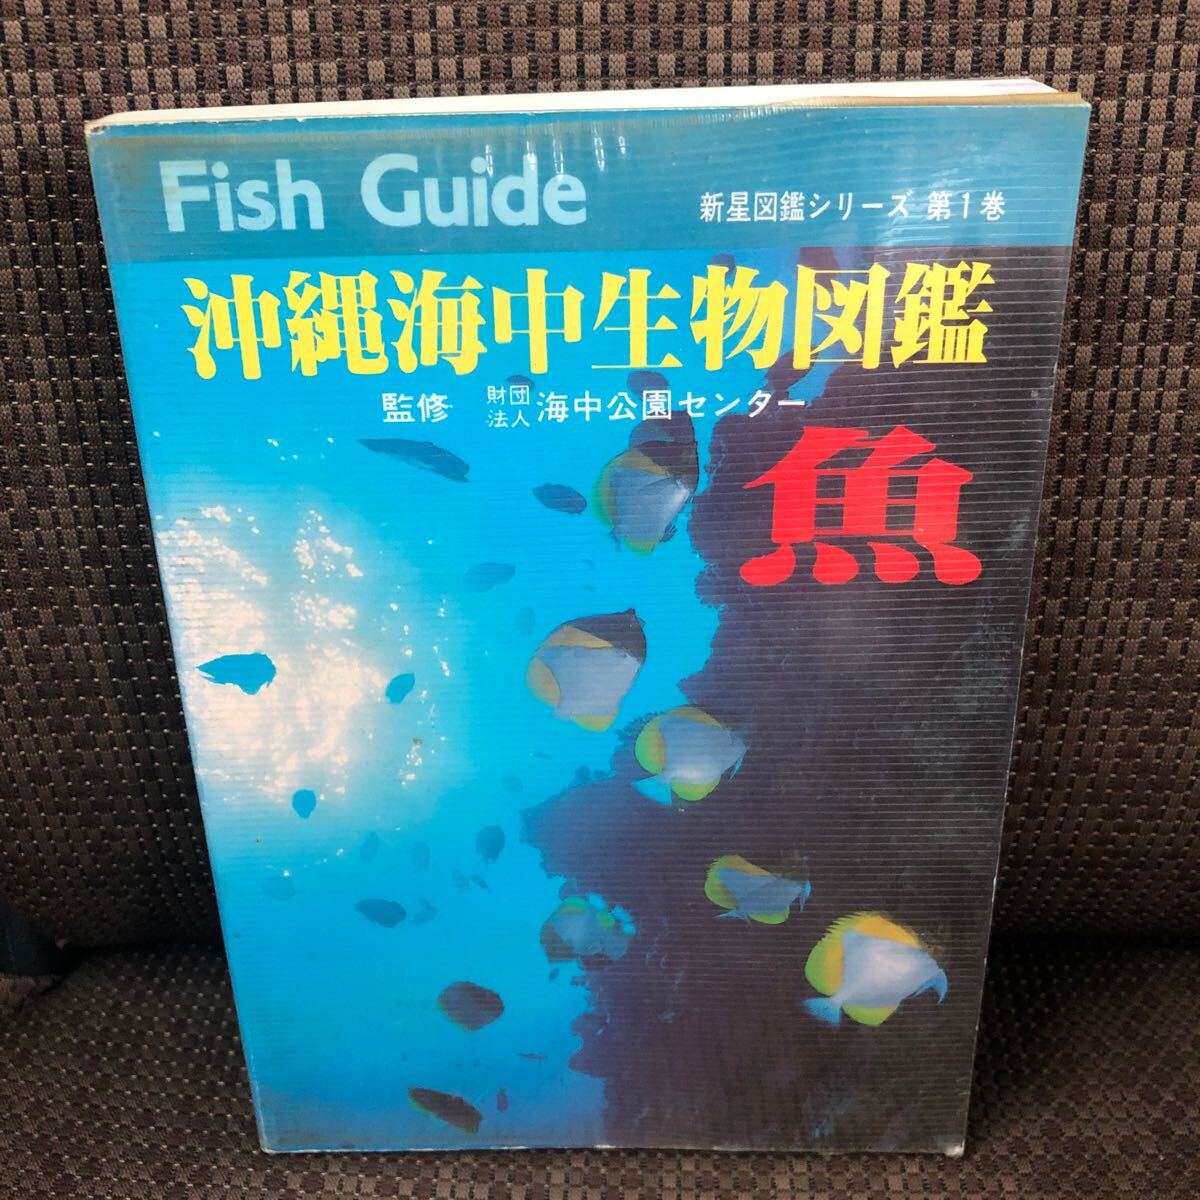 Fish Guide
新星図鑑シリーズ 第1巻
沖縄海中生物図鑑
監修 財団法人 海中公園センター
魚